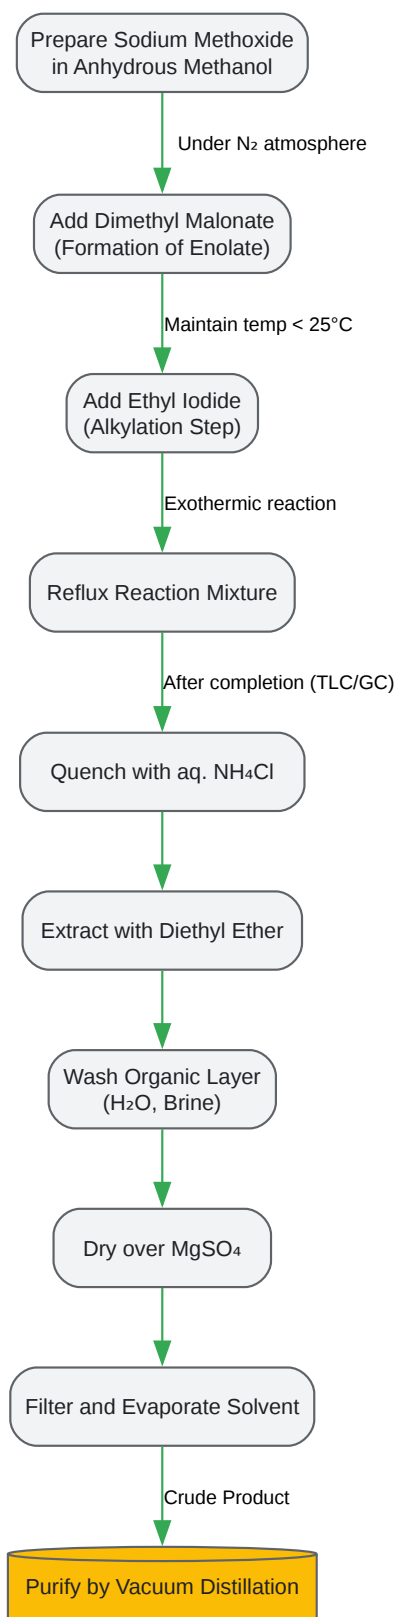 Prepare Sodium Methoxide
in Anhydrous Methanol
Under N₂ atmosphere
Add Dimethyl Malonate
(Formation of Enolate)
Maintain temp < 25°C
Add Ethyl Iodide
(Alkylation Step)
Exothermic reaction
Reflux Reaction Mixture
After completion (TLC/GC)
Quench with aq. NH₄Cl
Extract with Diethyl Ether
Wash Organic Layer
(H₂O, Brine)
Dry over MgSO₄
Filter and Evaporate Solvent
Crude Product
Purify by Vacuum Distillation